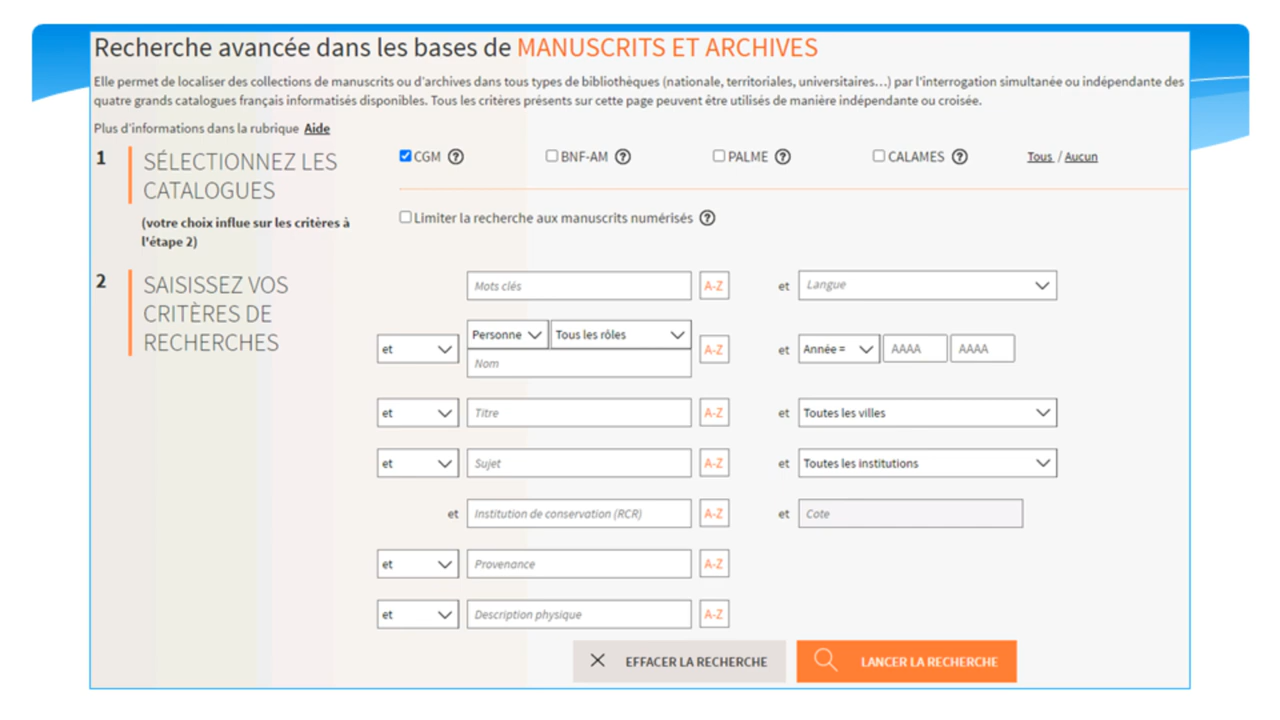 Recherche avancée dans les bases de MANUSCRITS ET ARCHIVES
Elle permet de localiser des collections de manuscrits ou d'archives dans tous types de bibliothèques (nationale, territoriales, universitaires...) par l'interrogation simultanée ou indépendante des
quatre grands catalogues français informatisés disponibles. Tous les critères présents sur cette page peuvent être utilisés de manière indépendante ou croisée.
Plus d'informations dans la rubrique Aide
1 SÉLECTIONNEZ LES
CATALOGUES
(votre choix influe sur les critères à
l'étape 2)
CGM ? BNF-AM ? PALME ? CALAMES ? Tous / Aucun
Limiter la recherche aux manuscrits numérisés ?
2 SAISISSEZ VOS
CRITÈRES DE
RECHERCHES
Mots clés A-Z et Langue
et Personne Tous les rôles A-Z et Année = AAAA AAAA
Nom
et Titre A-Z et Toutes les villes
et Sujet A-Z et Toutes les institutions
et Institution de conservation (RCR) A-Z et Cote
et Provenance A-Z
et Description physique A-Z
EFFACER LA RECHERCHE LANCER LA RECHERCHE